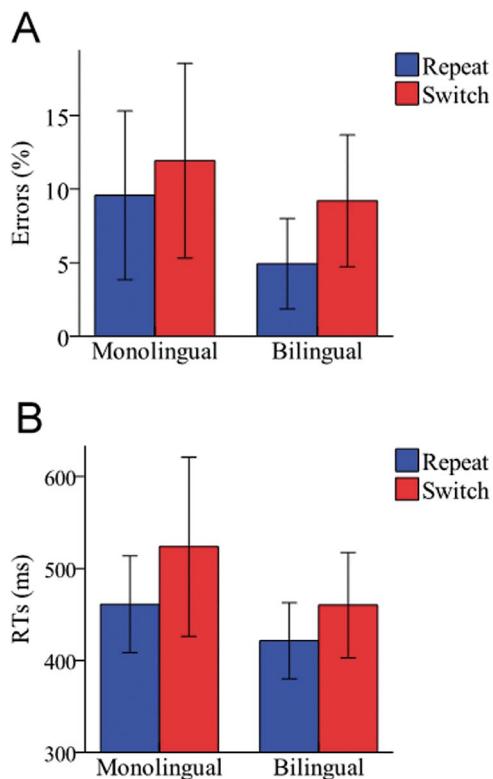 A
Repeat
Switch
Errors (%)
15
10
5
0
Monolingual Bilingual
B
Repeat
Switch
RTs (ms)
600
500
400
300
Monolingual Bilingual